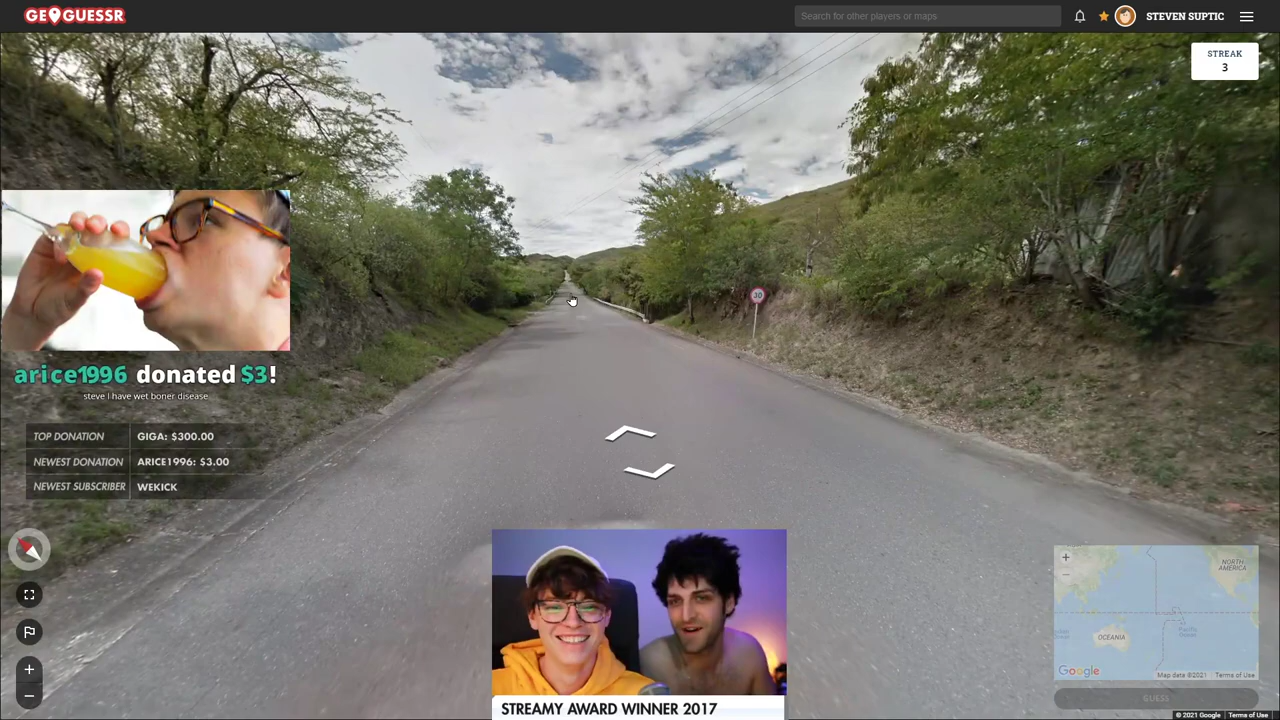 GEOGUESSR
Search for other players or maps
STEVEN SUPTIC
STREAK
3
30
arice1996 donated $3!
steve I have wet boner disease
TOP DONATION GIGA: $300.00
NEWEST DONATION ARICE1996: $3.00
NEWEST SUBSCRIBER WEKICK
+
−
STREAMY AWARD WINNER 2017
+
−
NORTH
AMERICA
OCEANIA
Pacific
Ocean
Google
Map data ©2021 Terms of Use
GUESS
© 2021 Google Terms of Use